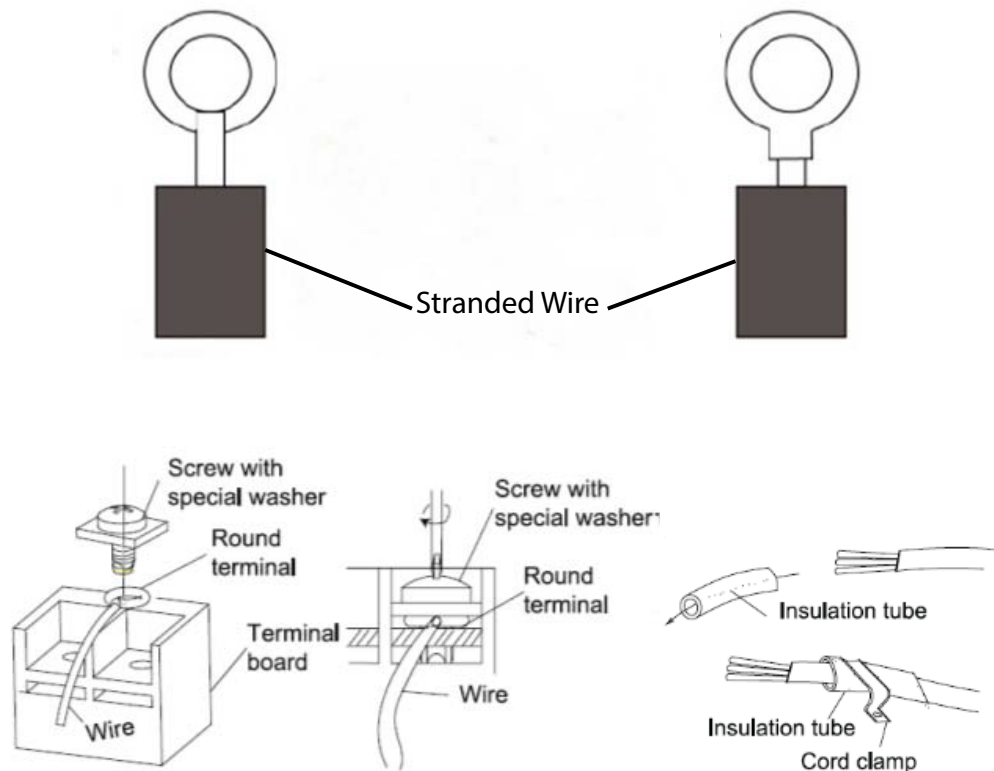 Stranded Wire
Screw with
special washer
Round
terminal
Terminal
board
Wire
Screw with
special washer
Round
terminal
Wire
Insulation tube
Insulation tube
Cord clamp